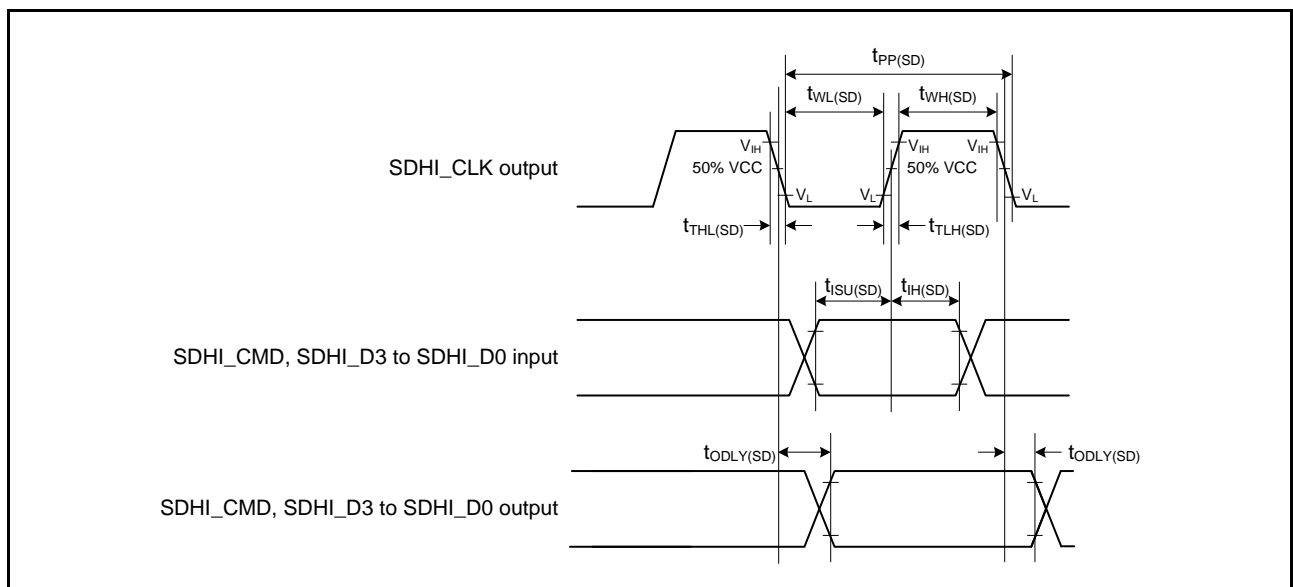 tPP(SD)
tWL(SD) tWH(SD)
SDHI_CLK output
VIH VIH VIH
50% VCC 50% VCC
VL VL VL
tTHL(SD) tTLH(SD)
tISU(SD) tIH(SD)
SDHI_CMD, SDHI_D3 to SDHI_D0 input
tODLY(SD) tODLY(SD)
SDHI_CMD, SDHI_D3 to SDHI_D0 output